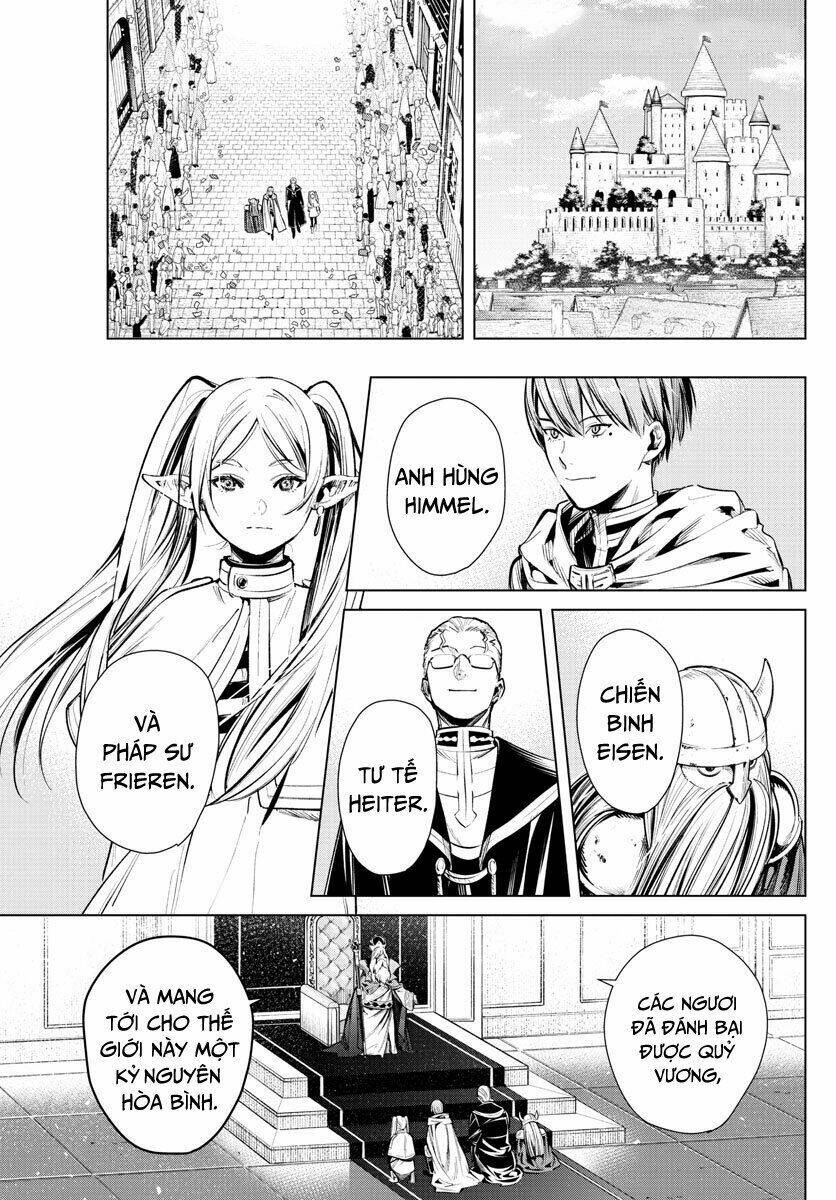 ANH HÙNG
HIMMEL.
CHIẾN
BINH
EISEN.
TƯ TẾ
HEITER.
VÀ
PHÁP SƯ
FRIEREN.
CÁC NGƯƠI
ĐÃ ĐÁNH BẠI
ĐƯỢC QUỶ
VƯƠNG,
VÀ MANG
TỚI CHO THẾ
GIỚI NÀY MỘT
KỶ NGUYÊN
HÒA BÌNH.